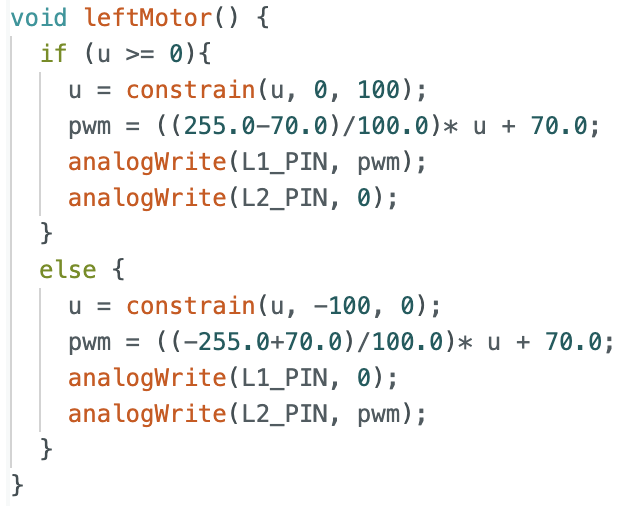 void leftMotor() {
  if (u >= 0){
    u = constrain(u, 0, 100);
    pwm = ((255.0-70.0)/100.0)* u + 70.0;
    analogWrite(L1_PIN, pwm);
    analogWrite(L2_PIN, 0);
  }
  else {
    u = constrain(u, -100, 0);
    pwm = ((-255.0+70.0)/100.0)* u + 70.0;
    analogWrite(L1_PIN, 0);
    analogWrite(L2_PIN, pwm);
  }
}